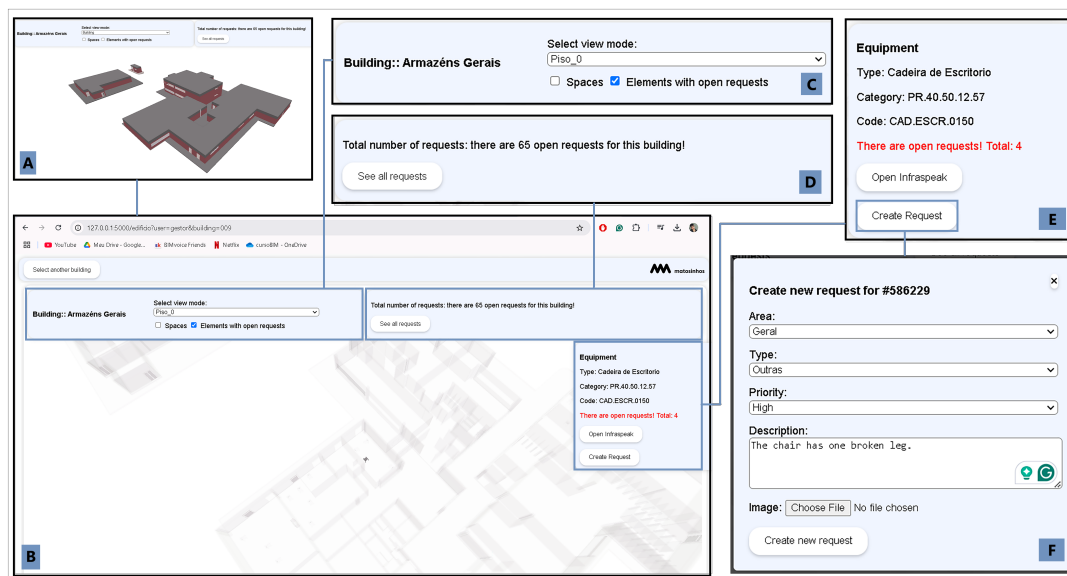 Building:: Armazéns Gerais
Select view mode:
Building
Spaces Elements with open requests
Total number of requests: there are 65 open requests for this building!
See all requests
A
Building:: Armazéns Gerais
Select view mode:
Piso_0
Spaces Elements with open requests
C
Total number of requests: there are 65 open requests for this building!
See all requests
D
Equipment
Type: Cadeira de Escritorio
Category: PR.40.50.12.57
Code: CAD.ESCR.0150
There are open requests! Total: 4
Open Infraspeak
Create Request
E
127.0.0.1:5000/edificio?user=gestor&building=009
YouTube Meu Drive - Google... BIMvoice Friends Netflix cunicoBIM - OneDrive
Select another building
matosinhos
Building:: Armazéns Gerais
Select view mode:
Piso_0
Spaces Elements with open requests
Total number of requests: there are 65 open requests for this building!
See all requests
Equipment
Type: Cadeira de Escritorio
Category: PR.40.50.12.57
Code: CAD.ESCR.0150
There are open requests! Total: 4
Open Infraspeak
Create Request
B
Create new request for #586229
Area:
Geral
Type:
Outras
Priority:
High
Description:
The chair has one broken leg.
Image: Choose File No file chosen
Create new request
F